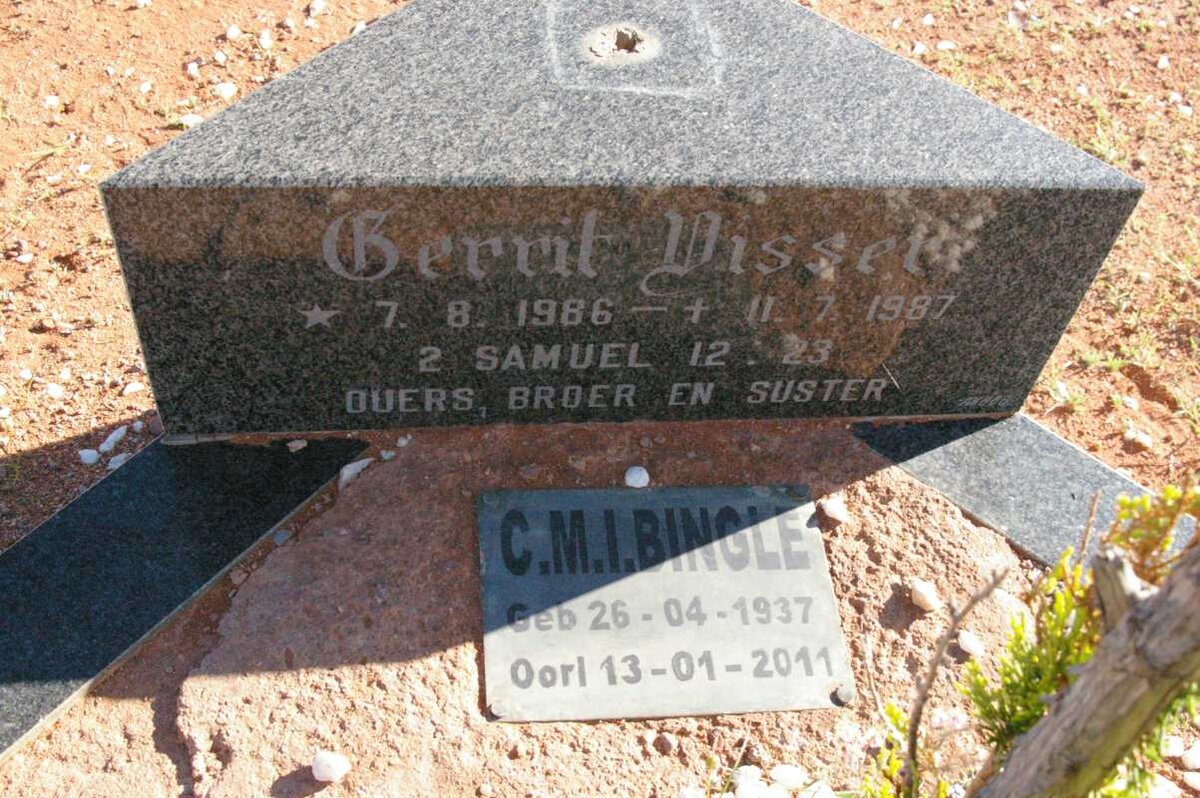 Gerrit Visser
★ 7. 8. 1986 – + 11. 7. 1987
2 SAMUEL 12 . 23
OUERS, BROER EN SUSTER
C.M.I.BINGLE
Geb 26 - 04 - 1937
Oorl 13 - 01 - 2011